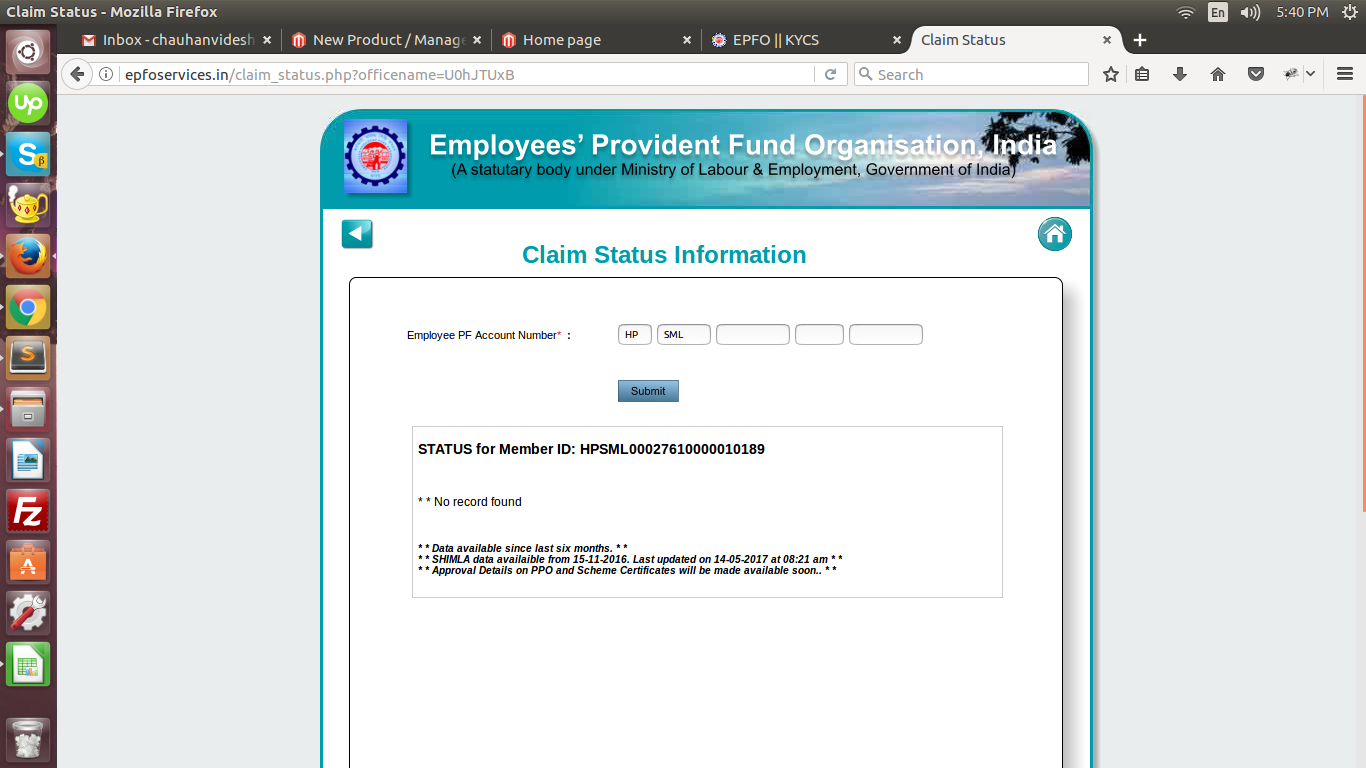 Claim Status - Mozilla Firefox
En
5:40 PM
Inbox - chauhanvidesh
New Product / Manage
Home page
EPFO || KYCS
Claim Status
epfoservices.in/claim_status.php?officename=U0hJTUxB
Search
Up
S β
S
Fz
A
Employees' Provident Fund Organisation, India
(A statutary body under Ministry of Labour & Employment, Government of India)
Claim Status Information
Employee PF Account Number* : HP SML
Submit
STATUS for Member ID: HPSML00027610000010189
* * No record found
* * Data available since last six months. * *
* * SHIMLA data availaible from 15-11-2016. Last updated on 14-05-2017 at 08:21 am * *
* * Approval Details on PPO and Scheme Certificates will be made available soon.. * *